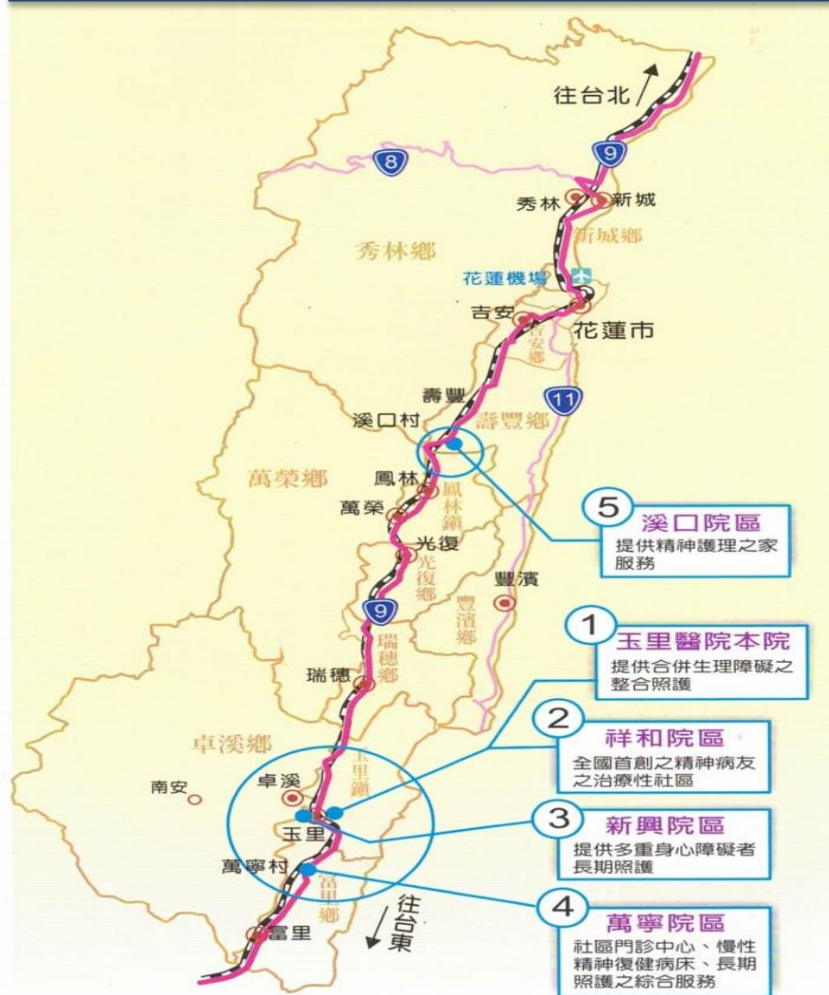 往台北
9
8
秀林
新城
新城鄉
秀林鄉
花蓮機場
吉安
花蓮市
吉安鄉
壽豐
11
溪口村
壽豐鄉
鳳林
萬榮鄉
鳳林鎮
萬榮
5
溪口院區
提供精神護理之家
服務
光復
光復鄉
豐濱
9
豐濱鄉
1
玉里醫院本院
提供合併生理障礙之
整合照護
瑞穗鄉
瑞穗
2
祥和院區
全國首創之精神病友
之治療性社區
卓溪鄉
玉里鎮
南安
卓溪
玉里
3
新興院區
提供多重身心障礙者
長期照護
萬寧村
富里鄉
往台東
4
萬寧院區
社區門診中心、慢性
精神復健病床、長期
照護之綜合服務
富里